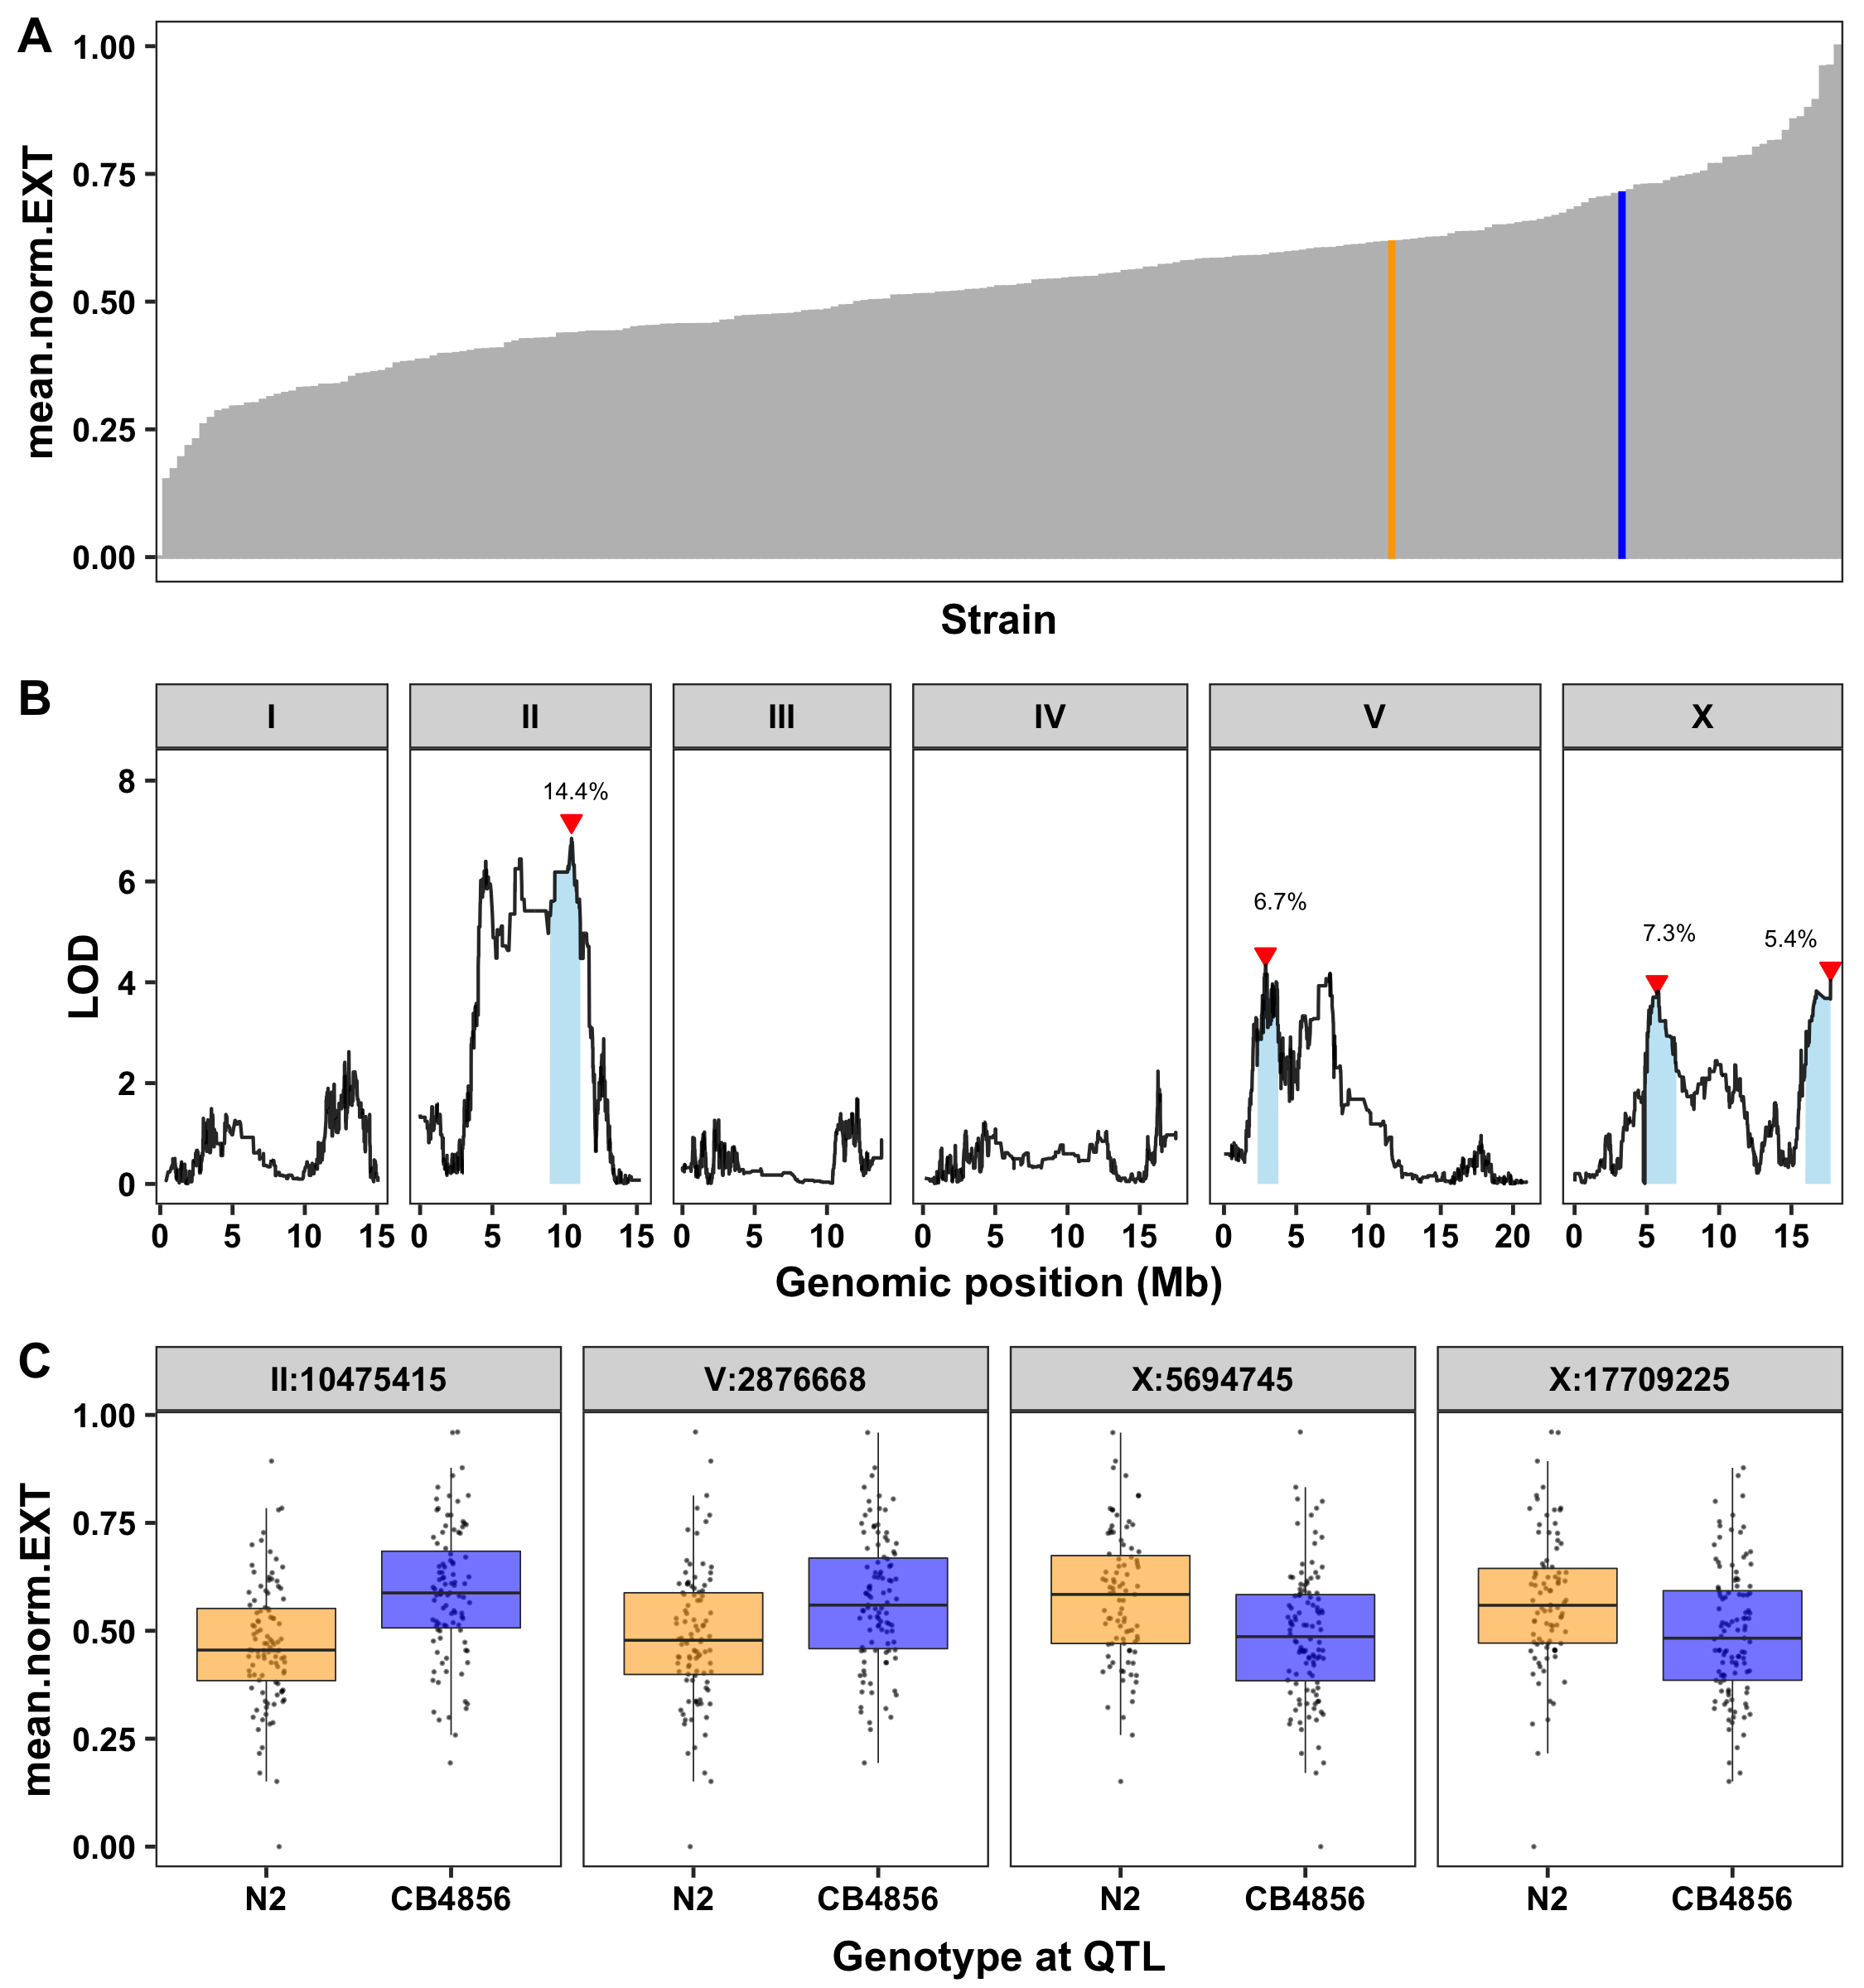 A
1.00
0.75
0.50
0.25
0.00
mean.norm.EXT
Strain
B
I II III IV V X
8
6
4
2
0
LOD
14.4%
6.7%
7.3%
5.4%
0 5 10 15 0 5 10 15 0 5 10 0 5 10 15 0 5 10 15 20 0 5 10 15
Genomic position (Mb)
C
II:10475415 V:2876668 X:5694745 X:17709225
1.00
0.75
0.50
0.25
0.00
mean.norm.EXT
N2 CB4856 N2 CB4856 N2 CB4856 N2 CB4856
Genotype at QTL